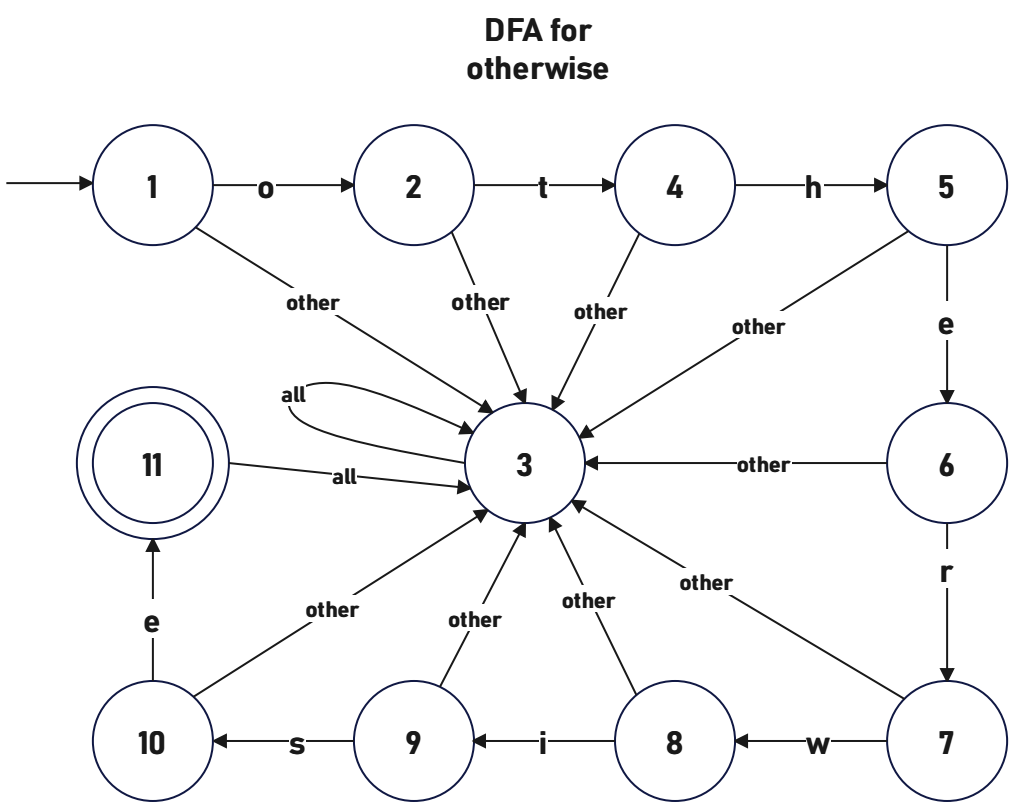 DFA for
otherwise
1 o 2 t 4 h 5
other other other other e
all
11 all 3 other 6
e other other other other r
10 s 9 i 8 w 7